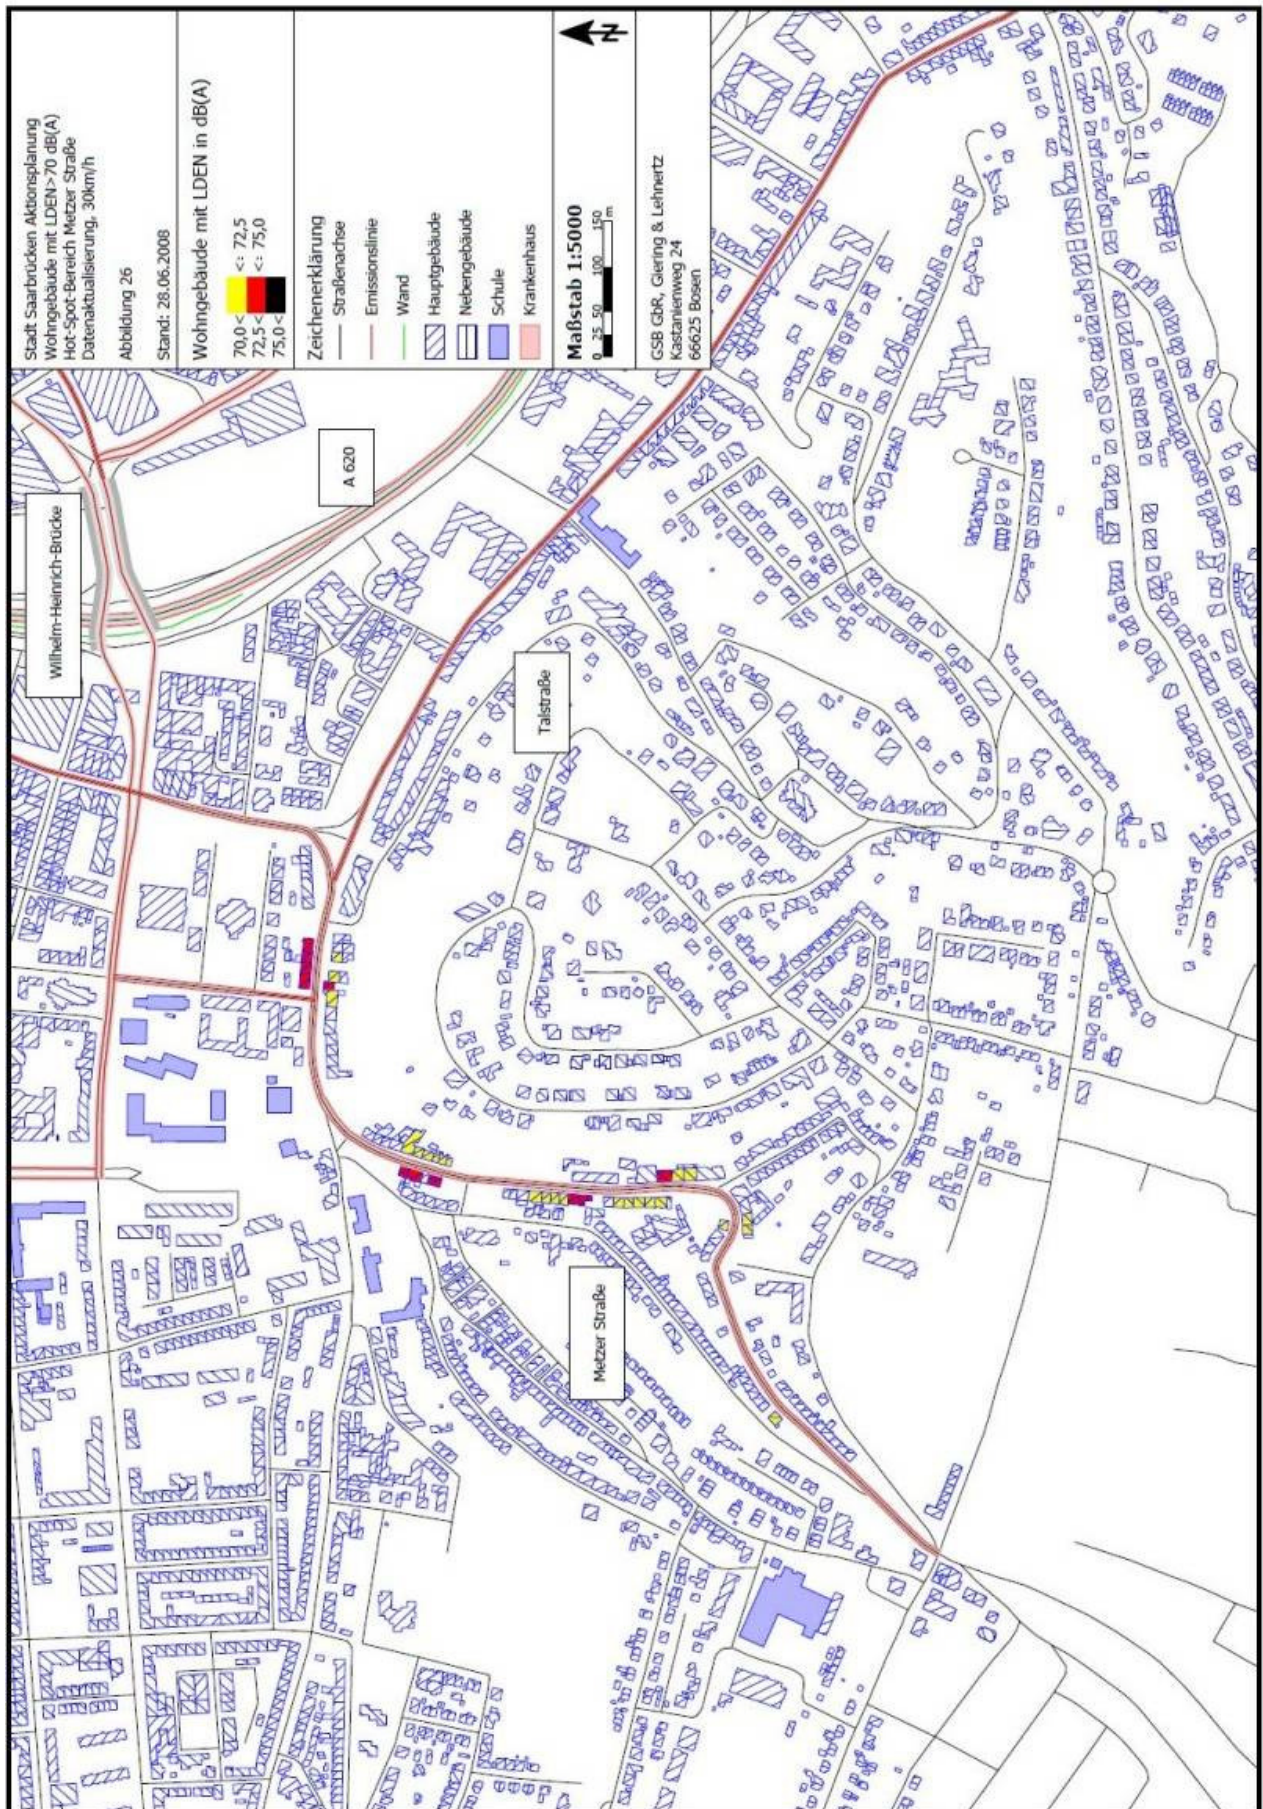 Stadt Saarbrücken Aktionsplanung
Wohngebäude mit LDEN>70 dB(A)
Hot-Spot-Bereich Metzer Straße
Datenaktualisierung, 30km/h
Abbildung 26
Stand: 28.06.2008
Wohngebäude mit LDEN in dB(A)
70,0 < <= 72,5
72,5 < <= 75,0
75,0 <
Zeichenerklärung
Straßenachse
Emissionslinie
Wand
Hauptgebäude
Nebengebäude
Schule
Krankenhaus
Maßstab 1:5000
0 25 50 100 150
m
GSB GbR, Giering & Lehnertz
Kastanienweg 24
66625 Bosen
N
Wilhelm-Heinrich-Brücke
A 620
Talstraße
Metzer Straße